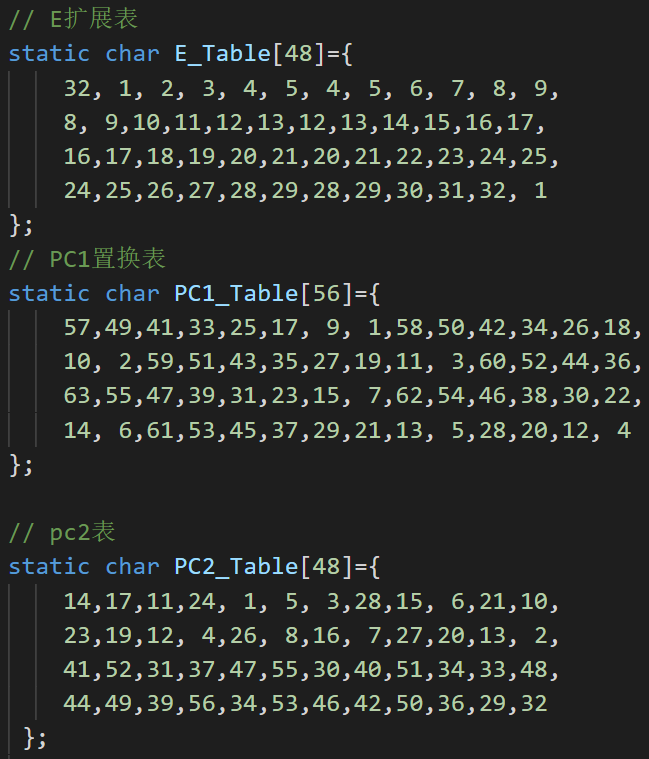 // E扩展表
static char E_Table[48]={
32, 1, 2, 3, 4, 5, 4, 5, 6, 7, 8, 9,
8, 9,10,11,12,13,12,13,14,15,16,17,
16,17,18,19,20,21,20,21,22,23,24,25,
24,25,26,27,28,29,28,29,30,31,32, 1
};
// PC1置换表
static char PC1_Table[56]={
57,49,41,33,25,17, 9, 1,58,50,42,34,26,18,
10, 2,59,51,43,35,27,19,11, 3,60,52,44,36,
63,55,47,39,31,23,15, 7,62,54,46,38,30,22,
14, 6,61,53,45,37,29,21,13, 5,28,20,12, 4
};
// pc2表
static char PC2_Table[48]={
14,17,11,24, 1, 5, 3,28,15, 6,21,10,
23,19,12, 4,26, 8,16, 7,27,20,13, 2,
41,52,31,37,47,55,30,40,51,34,33,48,
44,49,39,56,34,53,46,42,50,36,29,32
};